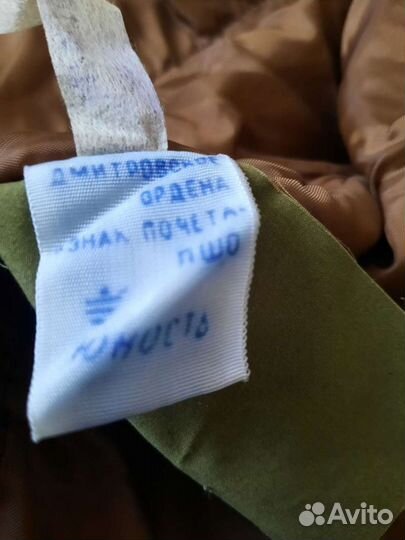 ДМИТРОВСКОЕ
ОРДЕНА
"ЗНАК ПОЧЕТА"
ПШО
ЮНОСТЬ
Avito